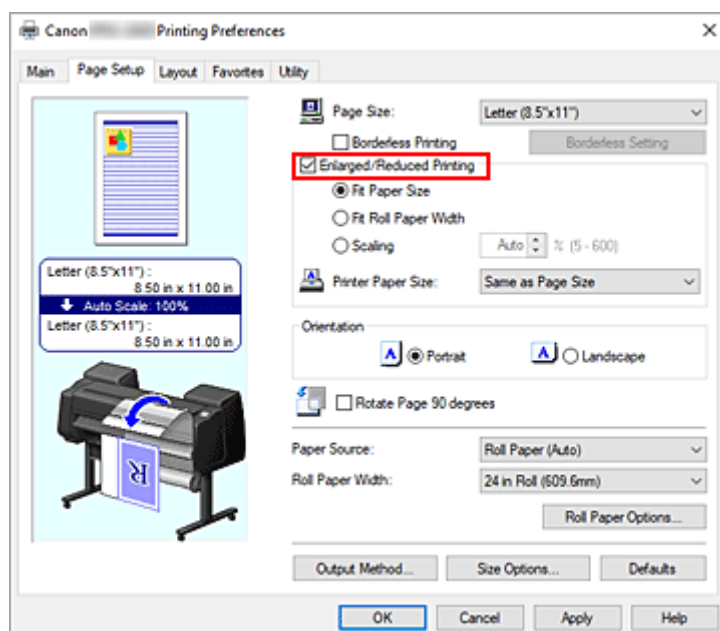 Canon Printing Preferences
Main Page Setup Layout Favorites Utility
Page Size: Letter (8.5"x11")
Borderless Printing Borderless Setting
Enlarged/Reduced Printing
Fit Paper Size
Fit Roll Paper Width
Scaling Auto % (5 - 600)
Printer Paper Size: Same as Page Size
Letter (8.5"x11") :
8.50 in x 11.00 in
Auto Scale: 100%
Letter (8.5"x11") :
8.50 in x 11.00 in
Orientation
A Portrait A Landscape
Rotate Page 90 degrees
Paper Source: Roll Paper (Auto)
Roll Paper Width: 24 in Roll (609.6mm)
R
Roll Paper Options...
Output Method... Size Options... Defaults
OK Cancel Apply Help